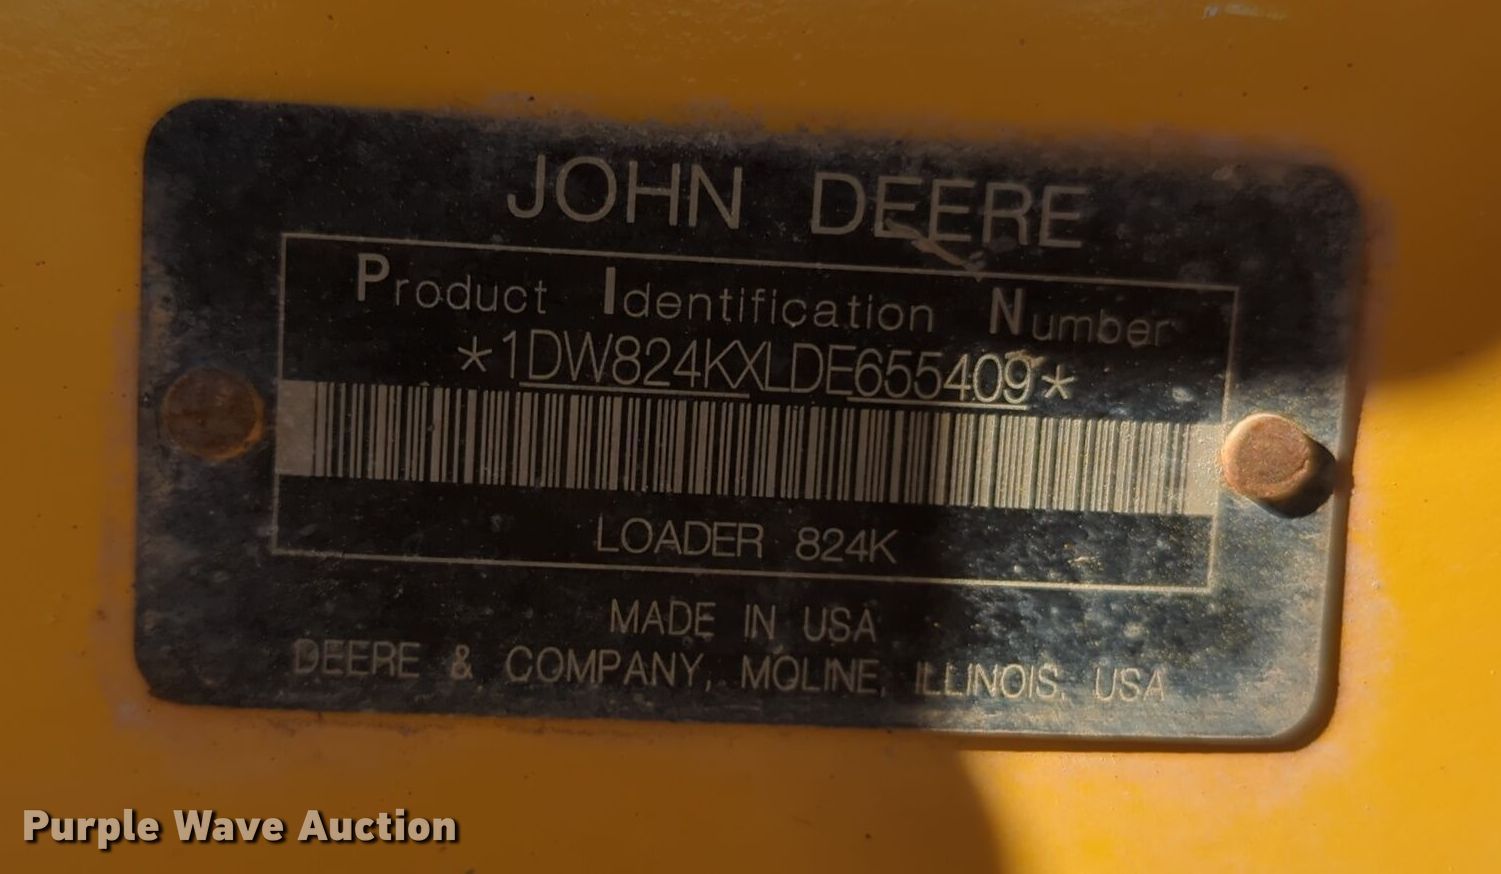 JOHN DEERE
Product Identification Number
*1DW824KXLDE655409*
LOADER 824K
MADE IN USA
DEERE & COMPANY, MOLINE, ILLINOIS, USA
Purple Wave Auction